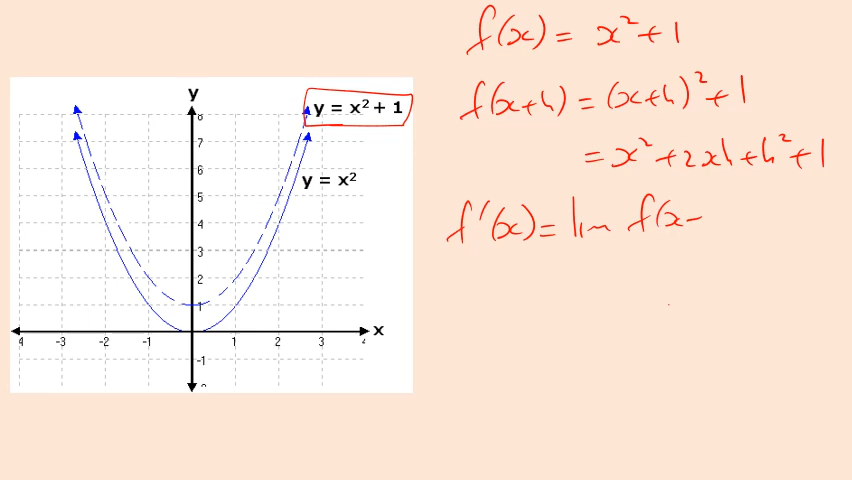 f(x) = x² + 1
f(x+h) = (x+h)² + 1
= x² + 2xh + h² + 1
f'(x) = lim f(x-
y
y = x² + 1
y = x²
x
8
7
6
5
4
3
2
1
-1
4 -3 -2 -1 1 2 3